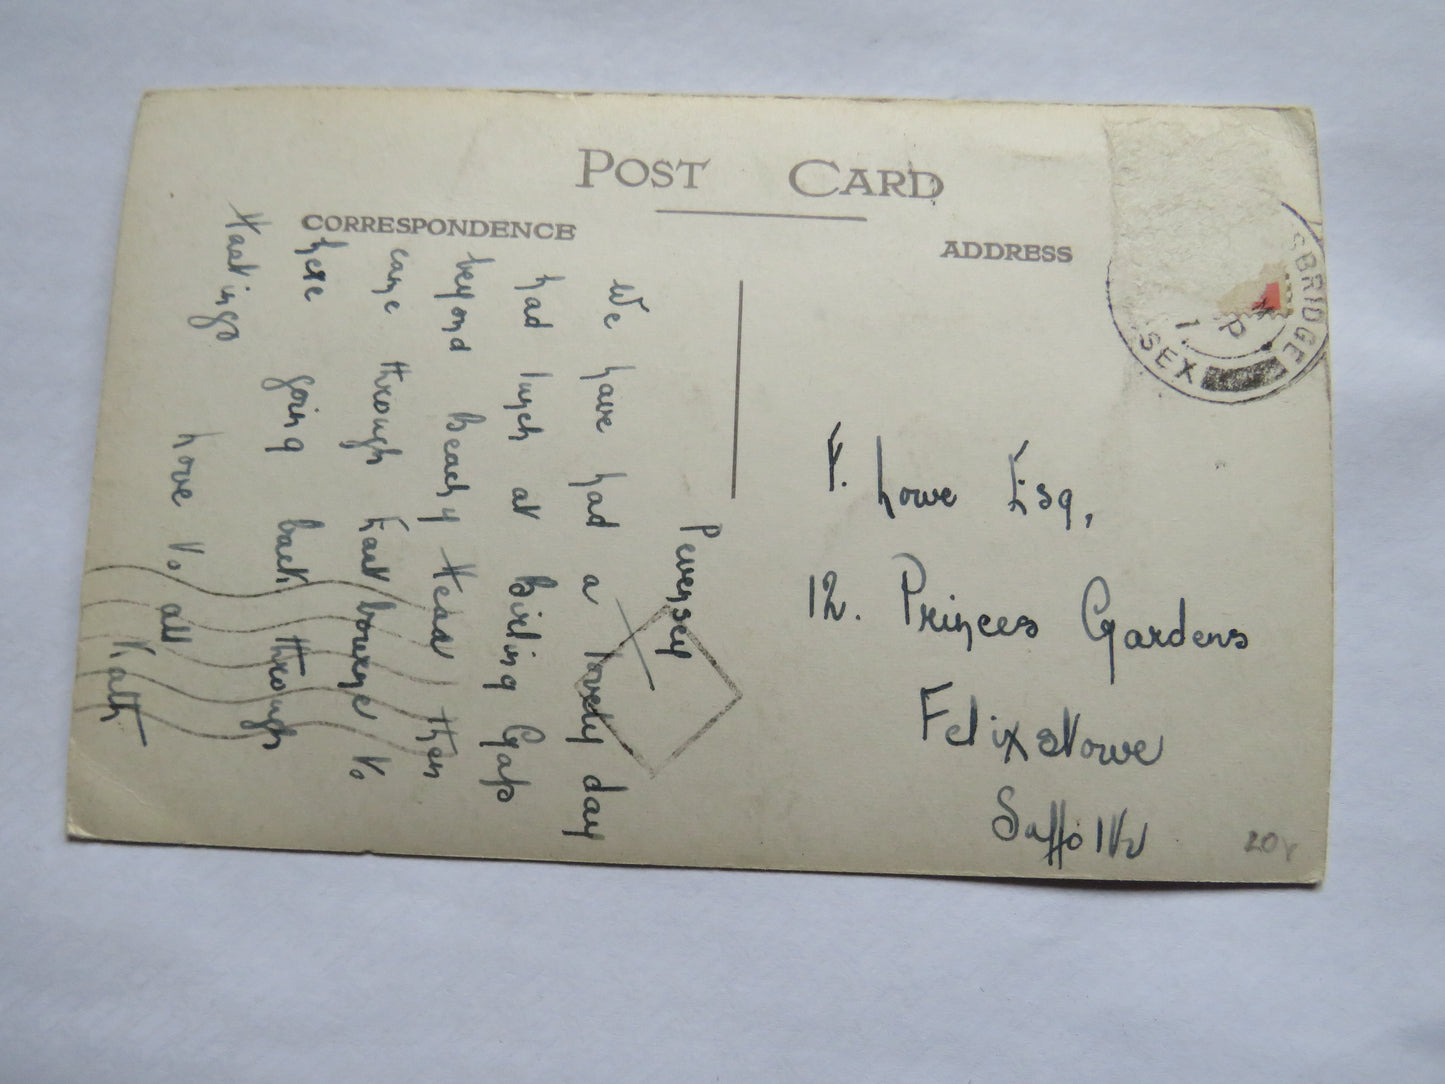 POST CARD
CORRESPONDENCE
ADDRESS
SBRIDGE
SEX
Pevensey
We have had a lovely day
had lunch at Birling Gap
beyond Beachy Head then
came through Eastbourne to
here going back through
Hastings
Love to all
Kath
F. Lowe Esq,
12. Princes Gardens
Felixstowe
Suffolk